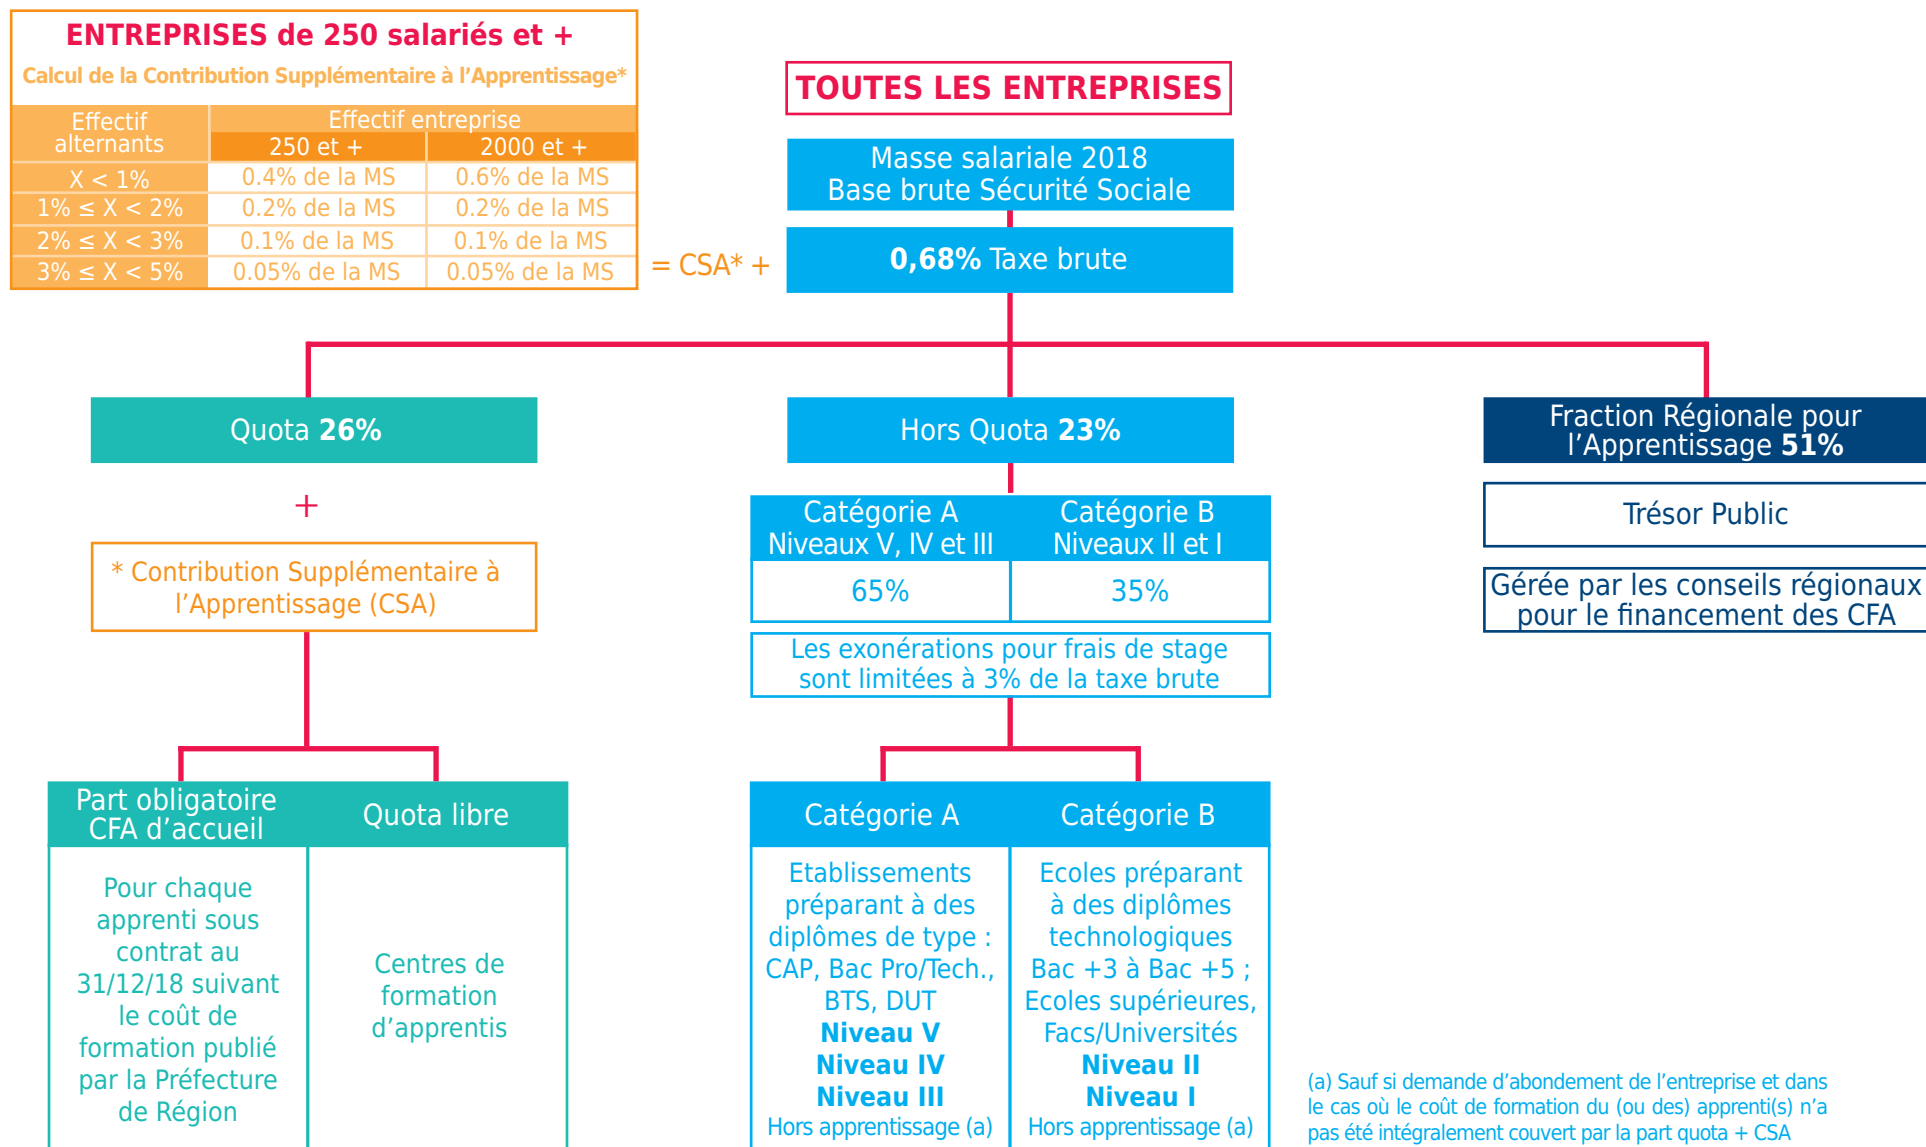 ENTREPRISES de 250 salariés et +
Calcul de la Contribution Supplémentaire à l’Apprentissage*
Effectif alternants
Effectif entreprise
250 et +
2000 et +
X < 1%
0.4% de la MS
0.6% de la MS
1% ≤ X < 2%
0.2% de la MS
0.2% de la MS
2% ≤ X < 3%
0.1% de la MS
0.1% de la MS
3% ≤ X < 5%
0.05% de la MS
0.05% de la MS
= CSA* +
TOUTES LES ENTREPRISES
Masse salariale 2018
Base brute Sécurité Sociale
0,68% Taxe brute
Quota 26%
+
* Contribution Supplémentaire à
l’Apprentissage (CSA)
Part obligatoire
CFA d’accueil
Quota libre
Pour chaque
apprenti sous
contrat au
31/12/18 suivant
le coût de
formation publié
par la Préfecture
de Région
Centres de
formation
d’apprentis
Hors Quota 23%
Catégorie A
Niveaux V, IV et III
Catégorie B
Niveaux II et I
65%
35%
Les exonérations pour frais de stage
sont limitées à 3% de la taxe brute
Catégorie A
Catégorie B
Etablissements
préparant à des
diplômes de type :
CAP, Bac Pro/Tech.,
BTS, DUT
Niveau V
Niveau IV
Niveau III
Hors apprentissage (a)
Ecoles préparant
à des diplômes
technologiques
Bac +3 à Bac +5 ;
Ecoles supérieures,
Facs/Universités
Niveau II
Niveau I
Hors apprentissage (a)
Fraction Régionale pour
l’Apprentissage 51%
Trésor Public
Gérée par les conseils régionaux
pour le financement des CFA
(a) Sauf si demande d’abondement de l’entreprise et dans
le cas où le coût de formation du (ou des) apprenti(s) n’a
pas été intégralement couvert par la part quota + CSA